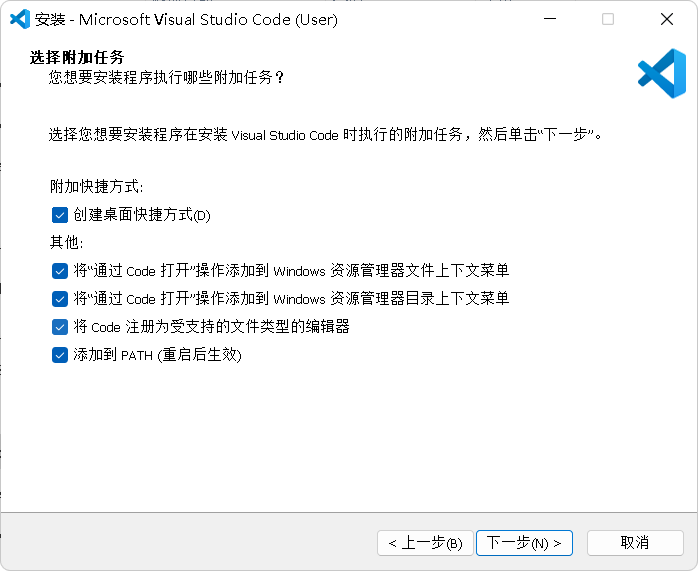 安装 - Microsoft Visual Studio Code (User)
选择附加任务
您想要安装程序执行哪些附加任务？
选择您想要安装程序在安装 Visual Studio Code 时执行的附加任务，然后单击“下一步”。
附加快捷方式:
创建桌面快捷方式(D)
其他:
将“通过 Code 打开”操作添加到 Windows 资源管理器文件上下文菜单
将“通过 Code 打开”操作添加到 Windows 资源管理器目录上下文菜单
将 Code 注册为受支持的文件类型的编辑器
添加到 PATH (重启后生效)
< 上一步(B) 下一步(N) > 取消